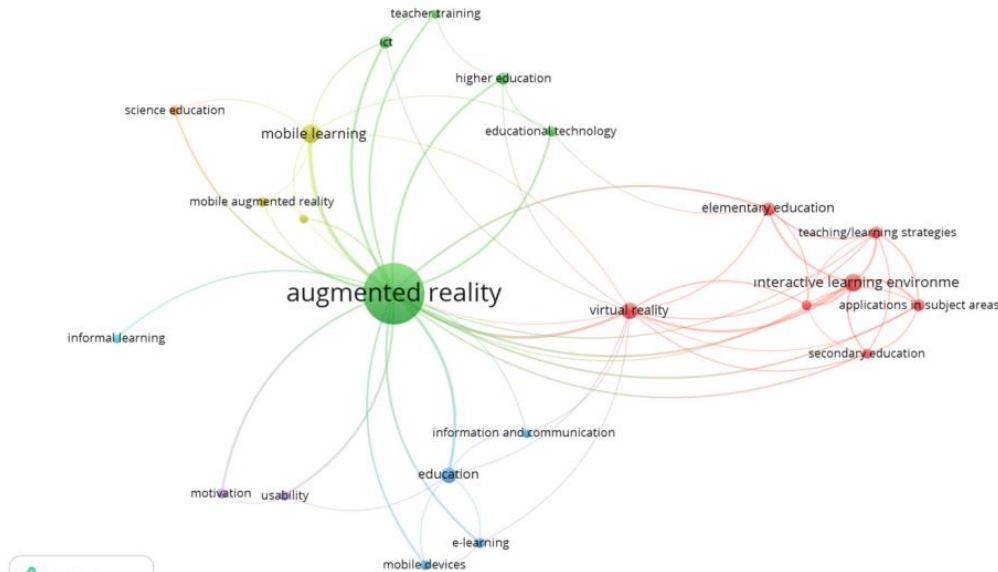 teacher training
ict
higher education
science education
mobile learning
educational technology
mobile augmented reality
elementary education
teaching/learning strategies
augmented reality
interactive learning environme
virtual reality
applications in subject areas
informal learning
secondary education
information and communication
education
motivation
usability
e-learning
mobile devices